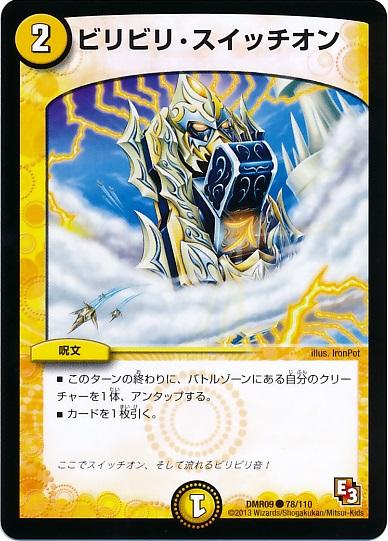 2
ビリビリ・スイッチオン
呪文
illus. IronPot
■ このターンの終わりに、バトルゾーンにある自分のクリー
チャーを1体、アンタップする。
■ カードを1枚引く。
ここでスイッチオン、そして流れるビリビリ音!
1
DMR09 ● 78/110
E3
©2013 Wizards/Shogakukan/Mitsui-Kids